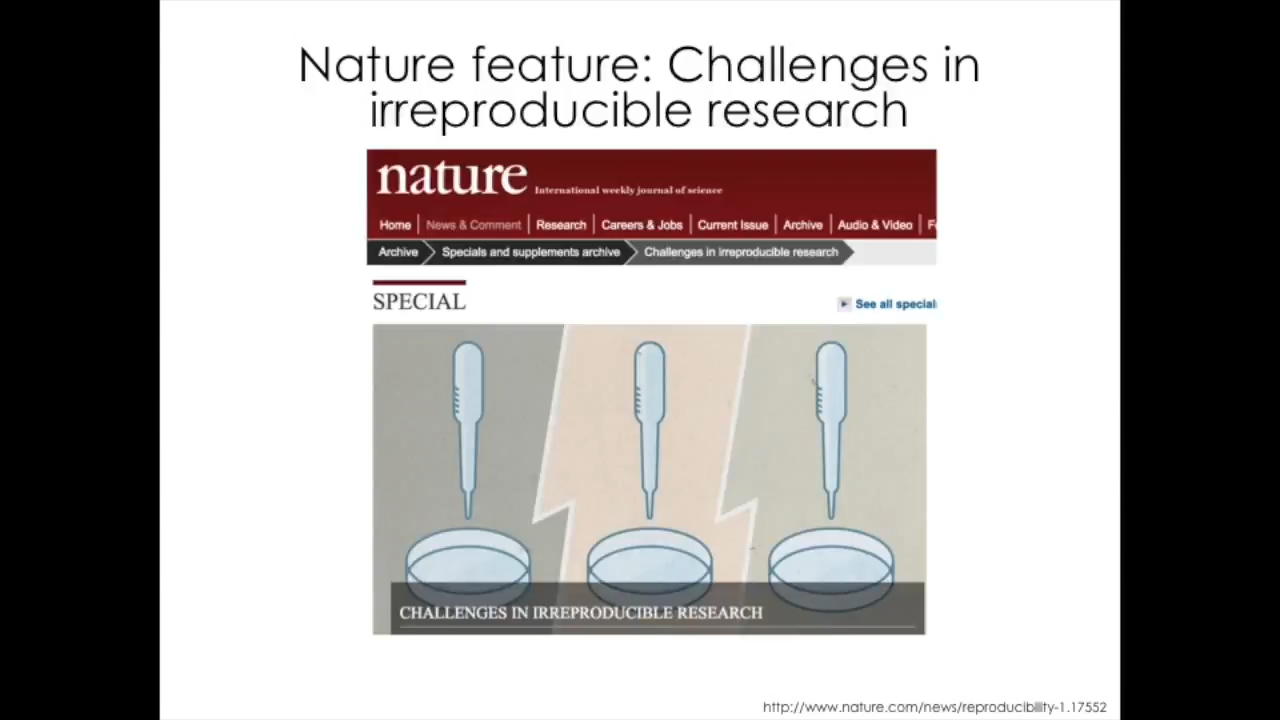 Nature feature: Challenges in
irreproducible research
nature International weekly journal of science
Home News & Comment Research Careers & Jobs Current Issue Archive Audio & Video F
Archive Specials and supplements archive Challenges in irreproducible research
SPECIAL
See all special
CHALLENGES IN IRREPRODUCIBLE RESEARCH
http://www.nature.com/news/reproducibility-1.17552